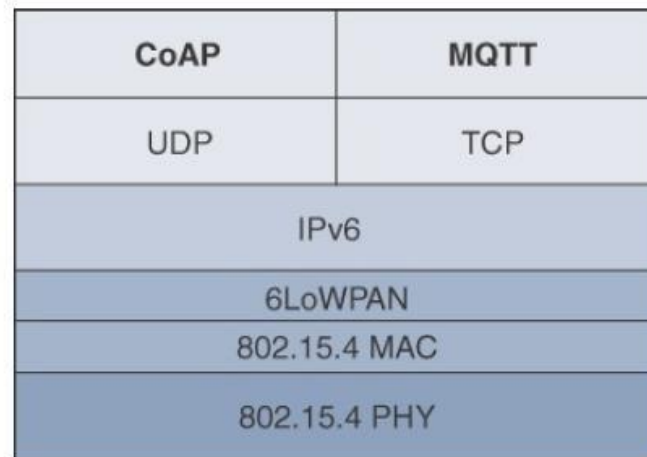 CoAP MQTT
UDP TCP
IPv6
6LoWPAN
802.15.4 MAC
802.15.4 PHY